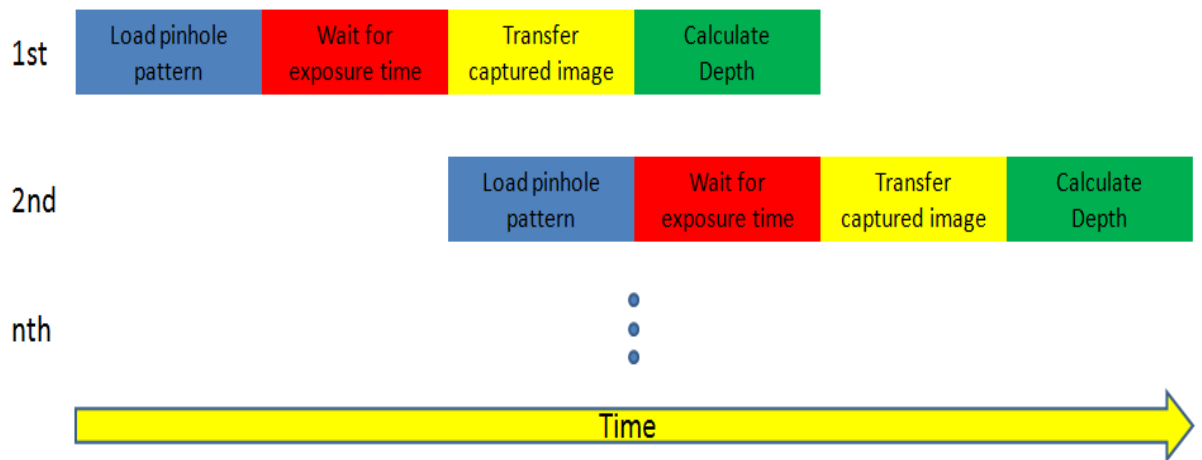 1st
Load pinhole
pattern
Wait for
exposure time
Transfer
captured image
Calculate
Depth
2nd
Load pinhole
pattern
Wait for
exposure time
Transfer
captured image
Calculate
Depth
nth
Time